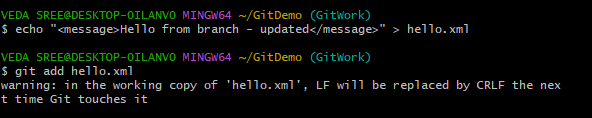 VEDA SREE@DESKTOP-OILANVO MINGW64 ~/GitDemo (GitWork)
$ echo "<message>Hello from branch - updated</message>" > hello.xml
VEDA SREE@DESKTOP-OILANVO MINGW64 ~/GitDemo (GitWork)
$ git add hello.xml
warning: in the working copy of 'hello.xml', LF will be replaced by CRLF the nex
t time Git touches it